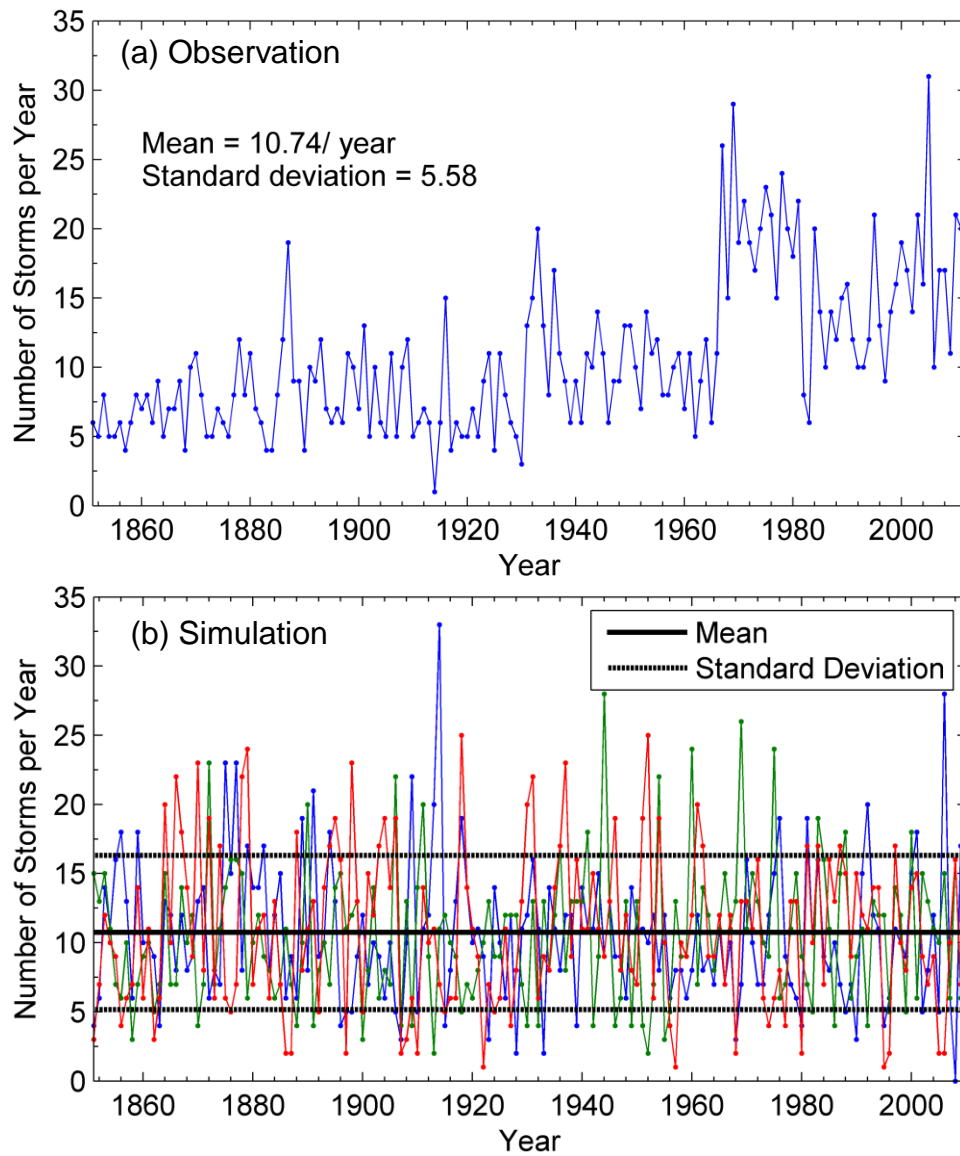 (a) Observation
Mean = 10.74/ year
Standard deviation = 5.58
Number of Storms per Year
35
30
25
20
15
10
5
0
1860 1880 1900 1920 1940 1960 1980 2000
Year
(b) Simulation
Mean
Standard Deviation
Number of Storms per Year
35
30
25
20
15
10
5
0
1860 1880 1900 1920 1940 1960 1980 2000
Year